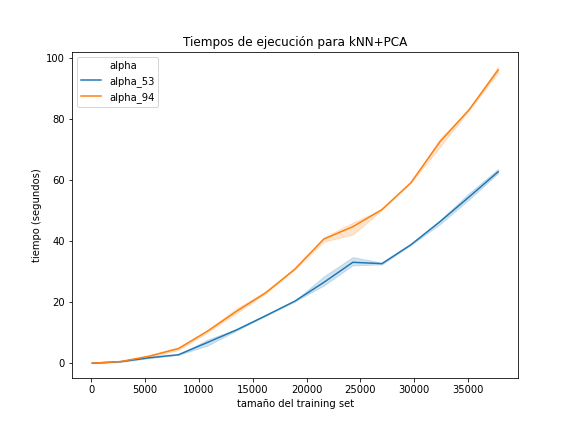 Tiempos de ejecución para kNN+PCA
alpha
alpha_53
alpha_94
tiempo (segundos)
100
80
60
40
20
0
0
5000
10000
15000
20000
25000
30000
35000
tamaño del training set